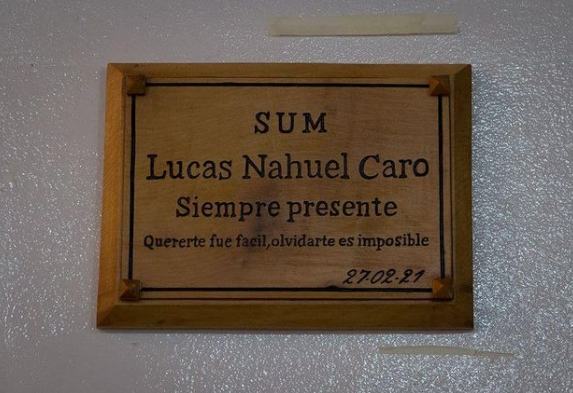 SUM
Lucas Nahuel Caro
Siempre presente
Quererte fue facil,olvidarte es imposible
27-02-21